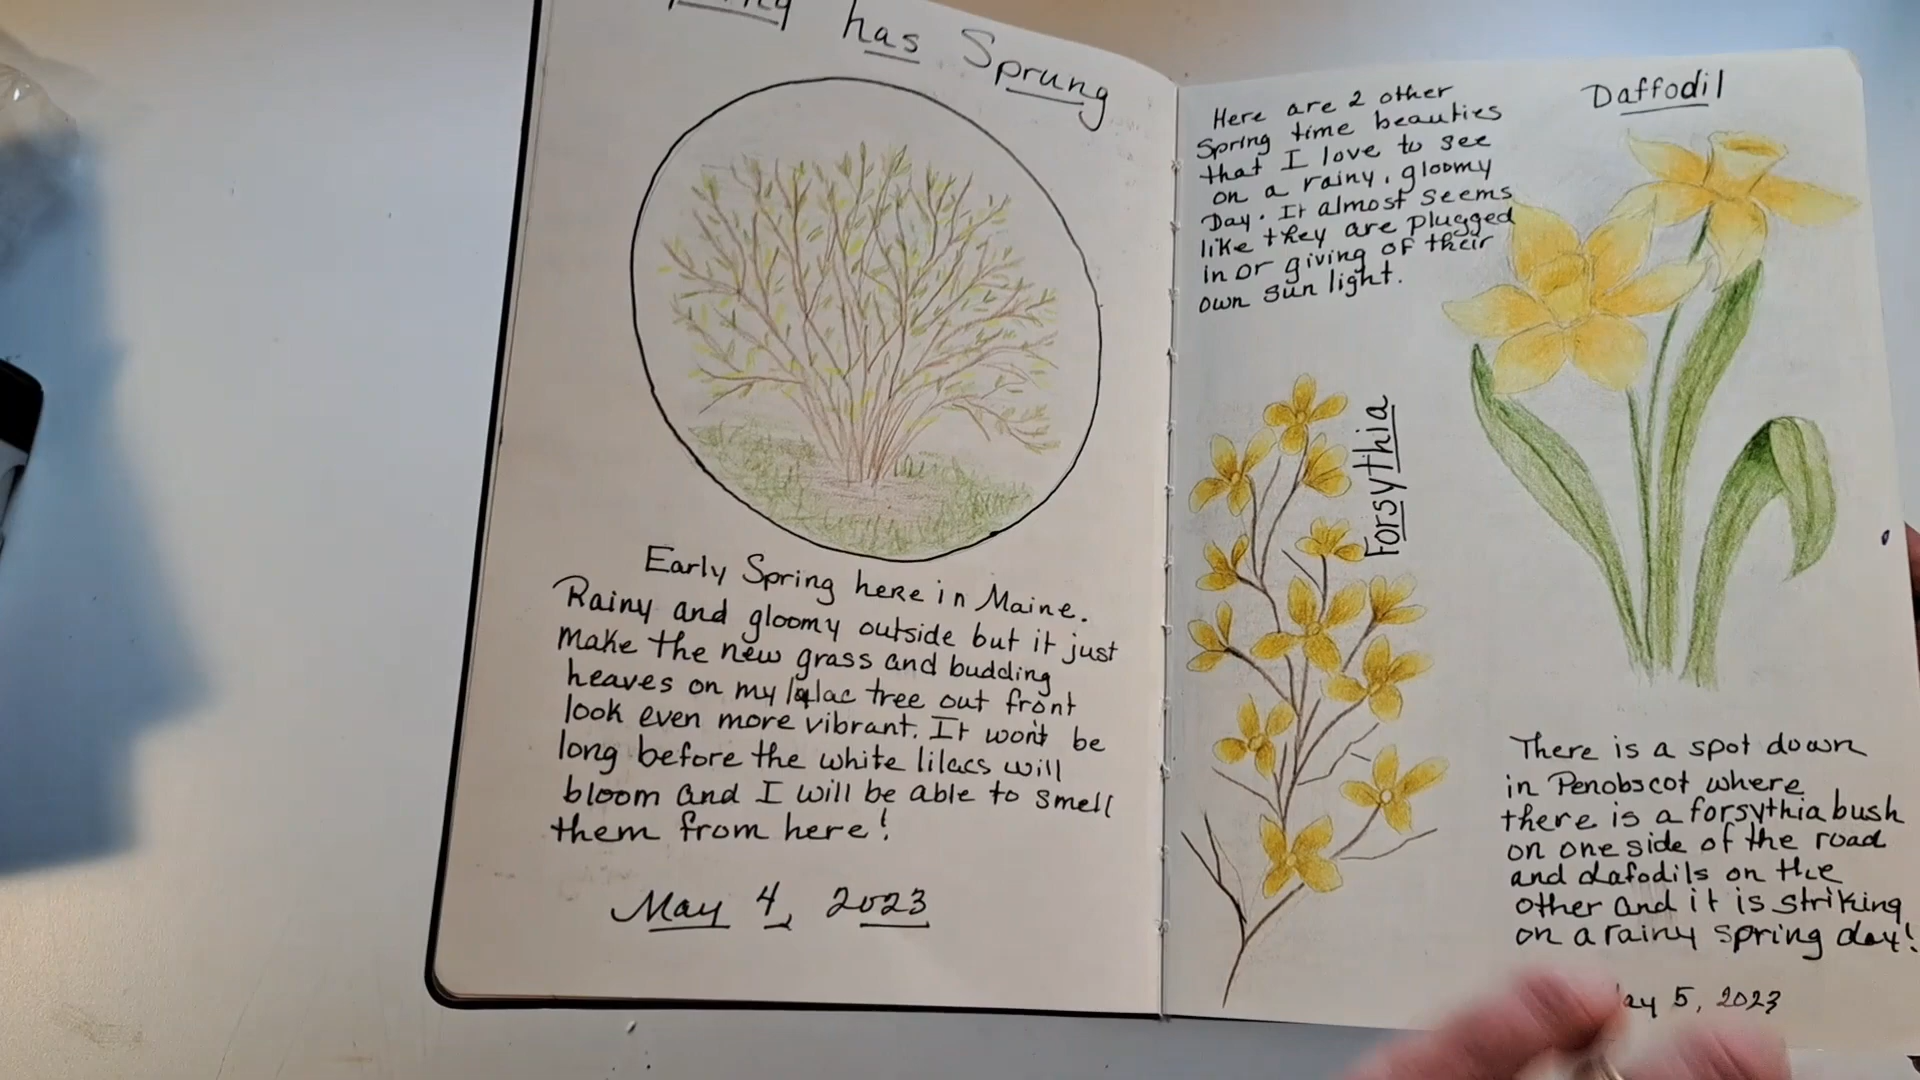 has Sprung
Early Spring here in Maine.
Rainy and gloomy outside but it just
make the new grass and budding
heaves on my lalac tree out front
look even more vibrant. It won't be
long before the white lilacs will
bloom and I will be able to smell
them from here!
May 4, 2023
Here are 2 other
Spring time beauties
that I love to see
on a rainy, gloomy
Day. It almost seems
like they are plugged
in or giving of their
own sun light.
Daffodil
Forsythia
There is a spot down
in Penobscot where
there is a forsythia bush
on one side of the road
and dafodils on the
other and it is striking
on a rainy spring day!
ay 5, 2023